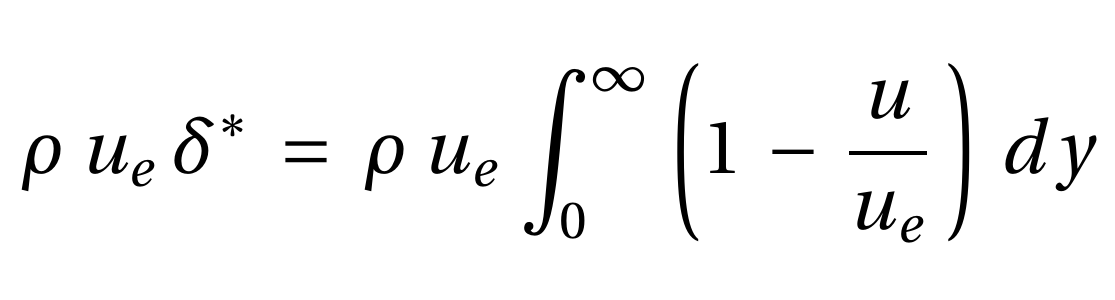 ρ u_e δ* = ρ u_e ∫_0^∞ (1 − u/u_e) dy